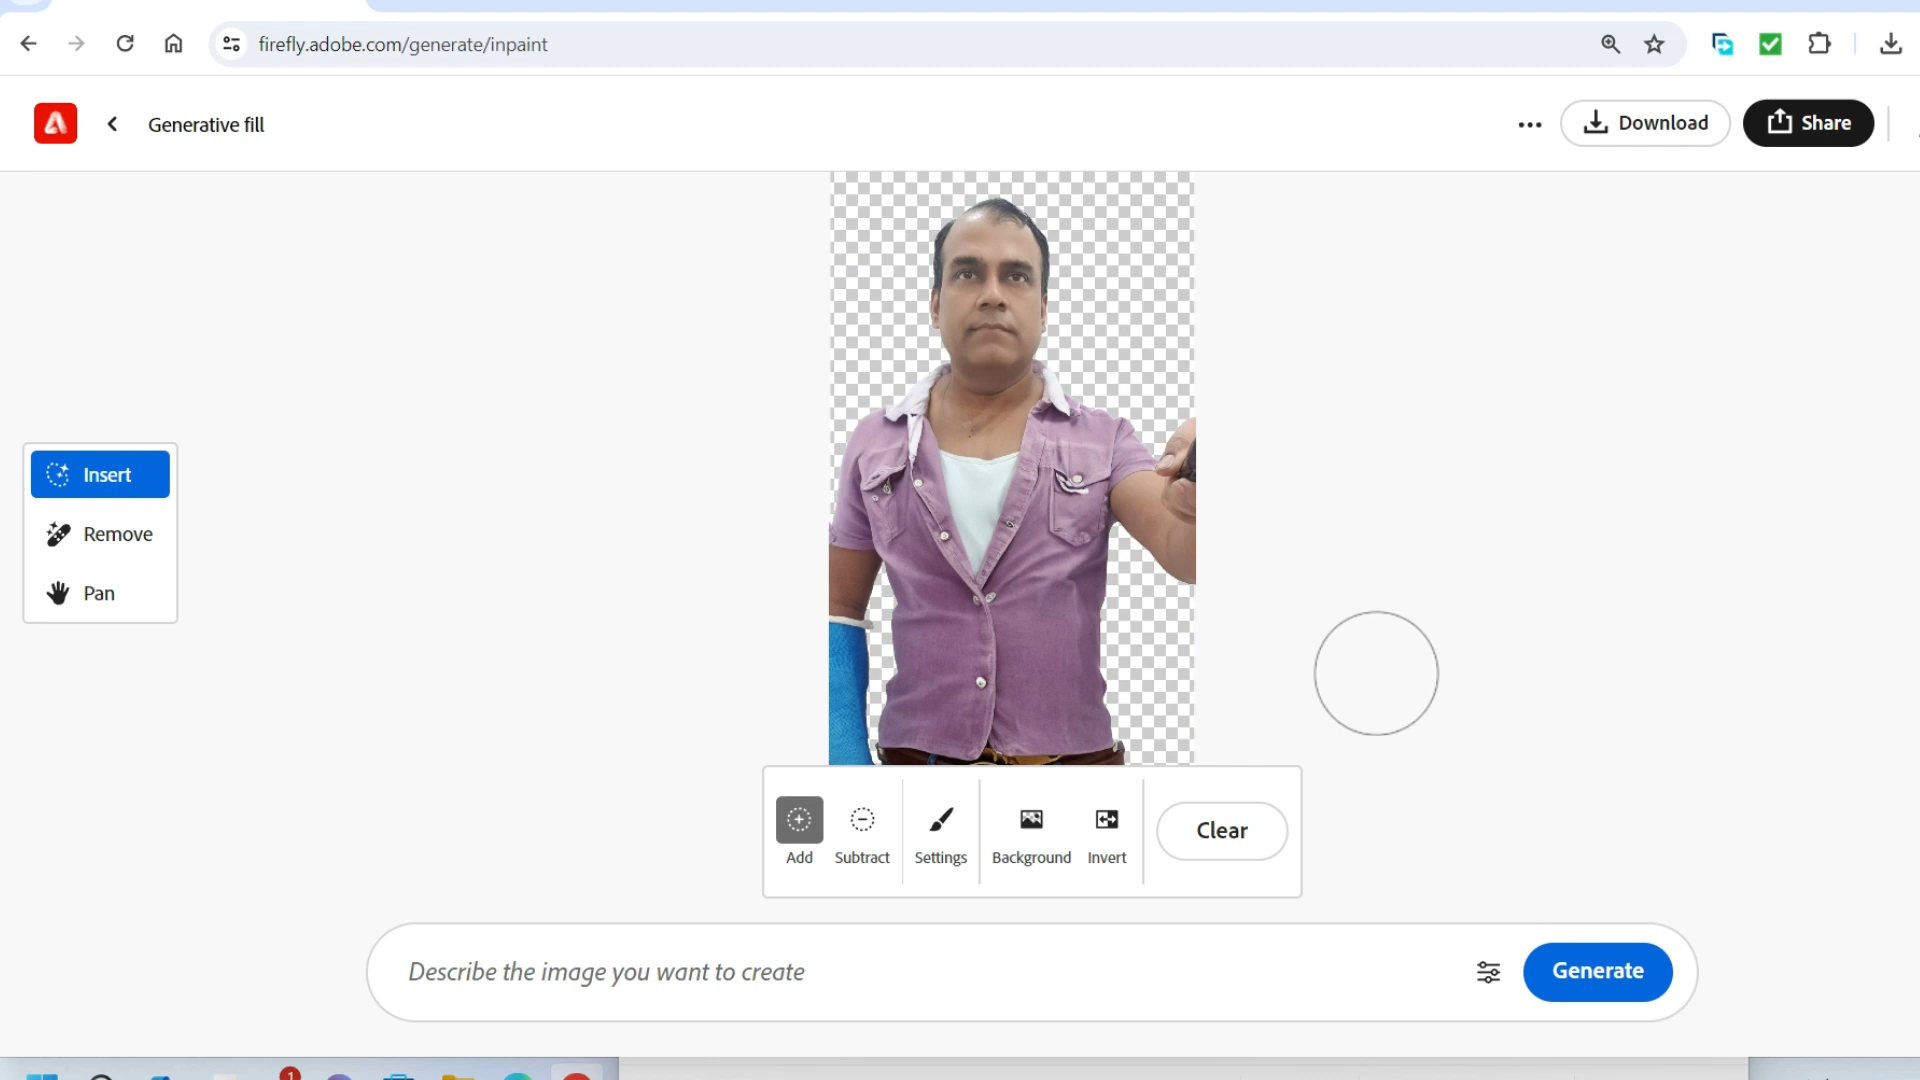 firefly.adobe.com/generate/inpaint
Generative fill
Download
Share
Insert
Remove
Pan
Add
Subtract
Settings
Background
Invert
Clear
Describe the image you want to create
Generate
1